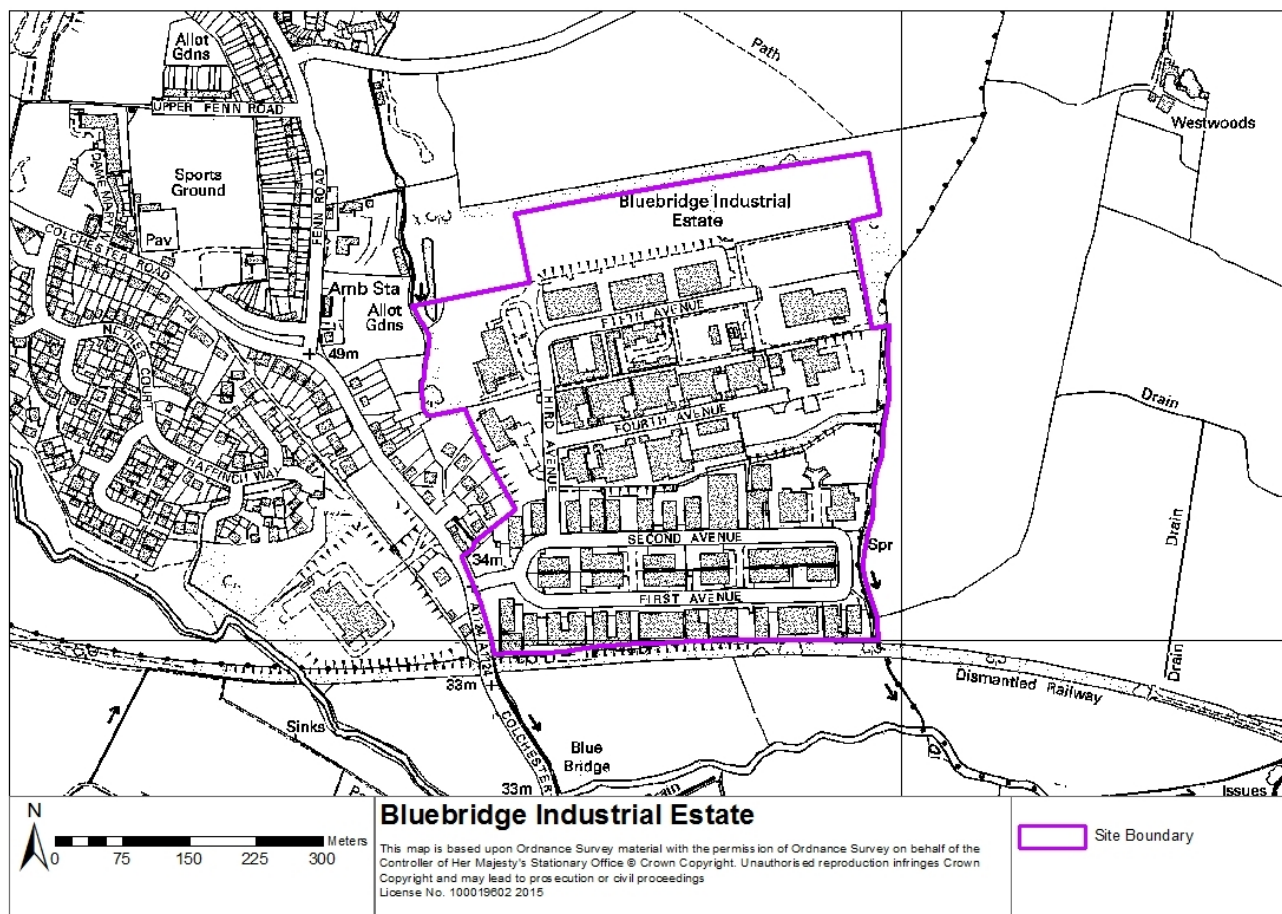 Allot
Gdns
Path
UPPER FENN ROAD
Westwoods
DAME MARY
Sports
Ground
FENN ROAD
Bluebridge Industrial
Estate
Pav
COLCHESTER ROAD
Amb Sta
Allot
Gdns
FIFTH AVENUE
NETHER COURT
49m
THIRD AVENUE
Drain
FOURTH AVENUE
Drain
SECOND AVENUE
34m
Spr
FIRST AVENUE
A1124
Drain
33m
Dismantled Railway
Sinks
COLCHESTER
Blue
Bridge
33m
Issues
N
Meters
0 75 150 225 300
Bluebridge Industrial Estate
This map is based upon Ordnance Survey material with the permission of Ordnance Survey on behalf of the
Controller of Her Majesty's Stationary Office © Crown Copyright. Unauthorised reproduction infringes Crown
Copyright and may lead to prosecution or civil proceedings
License No. 100019602 2015
Site Boundary